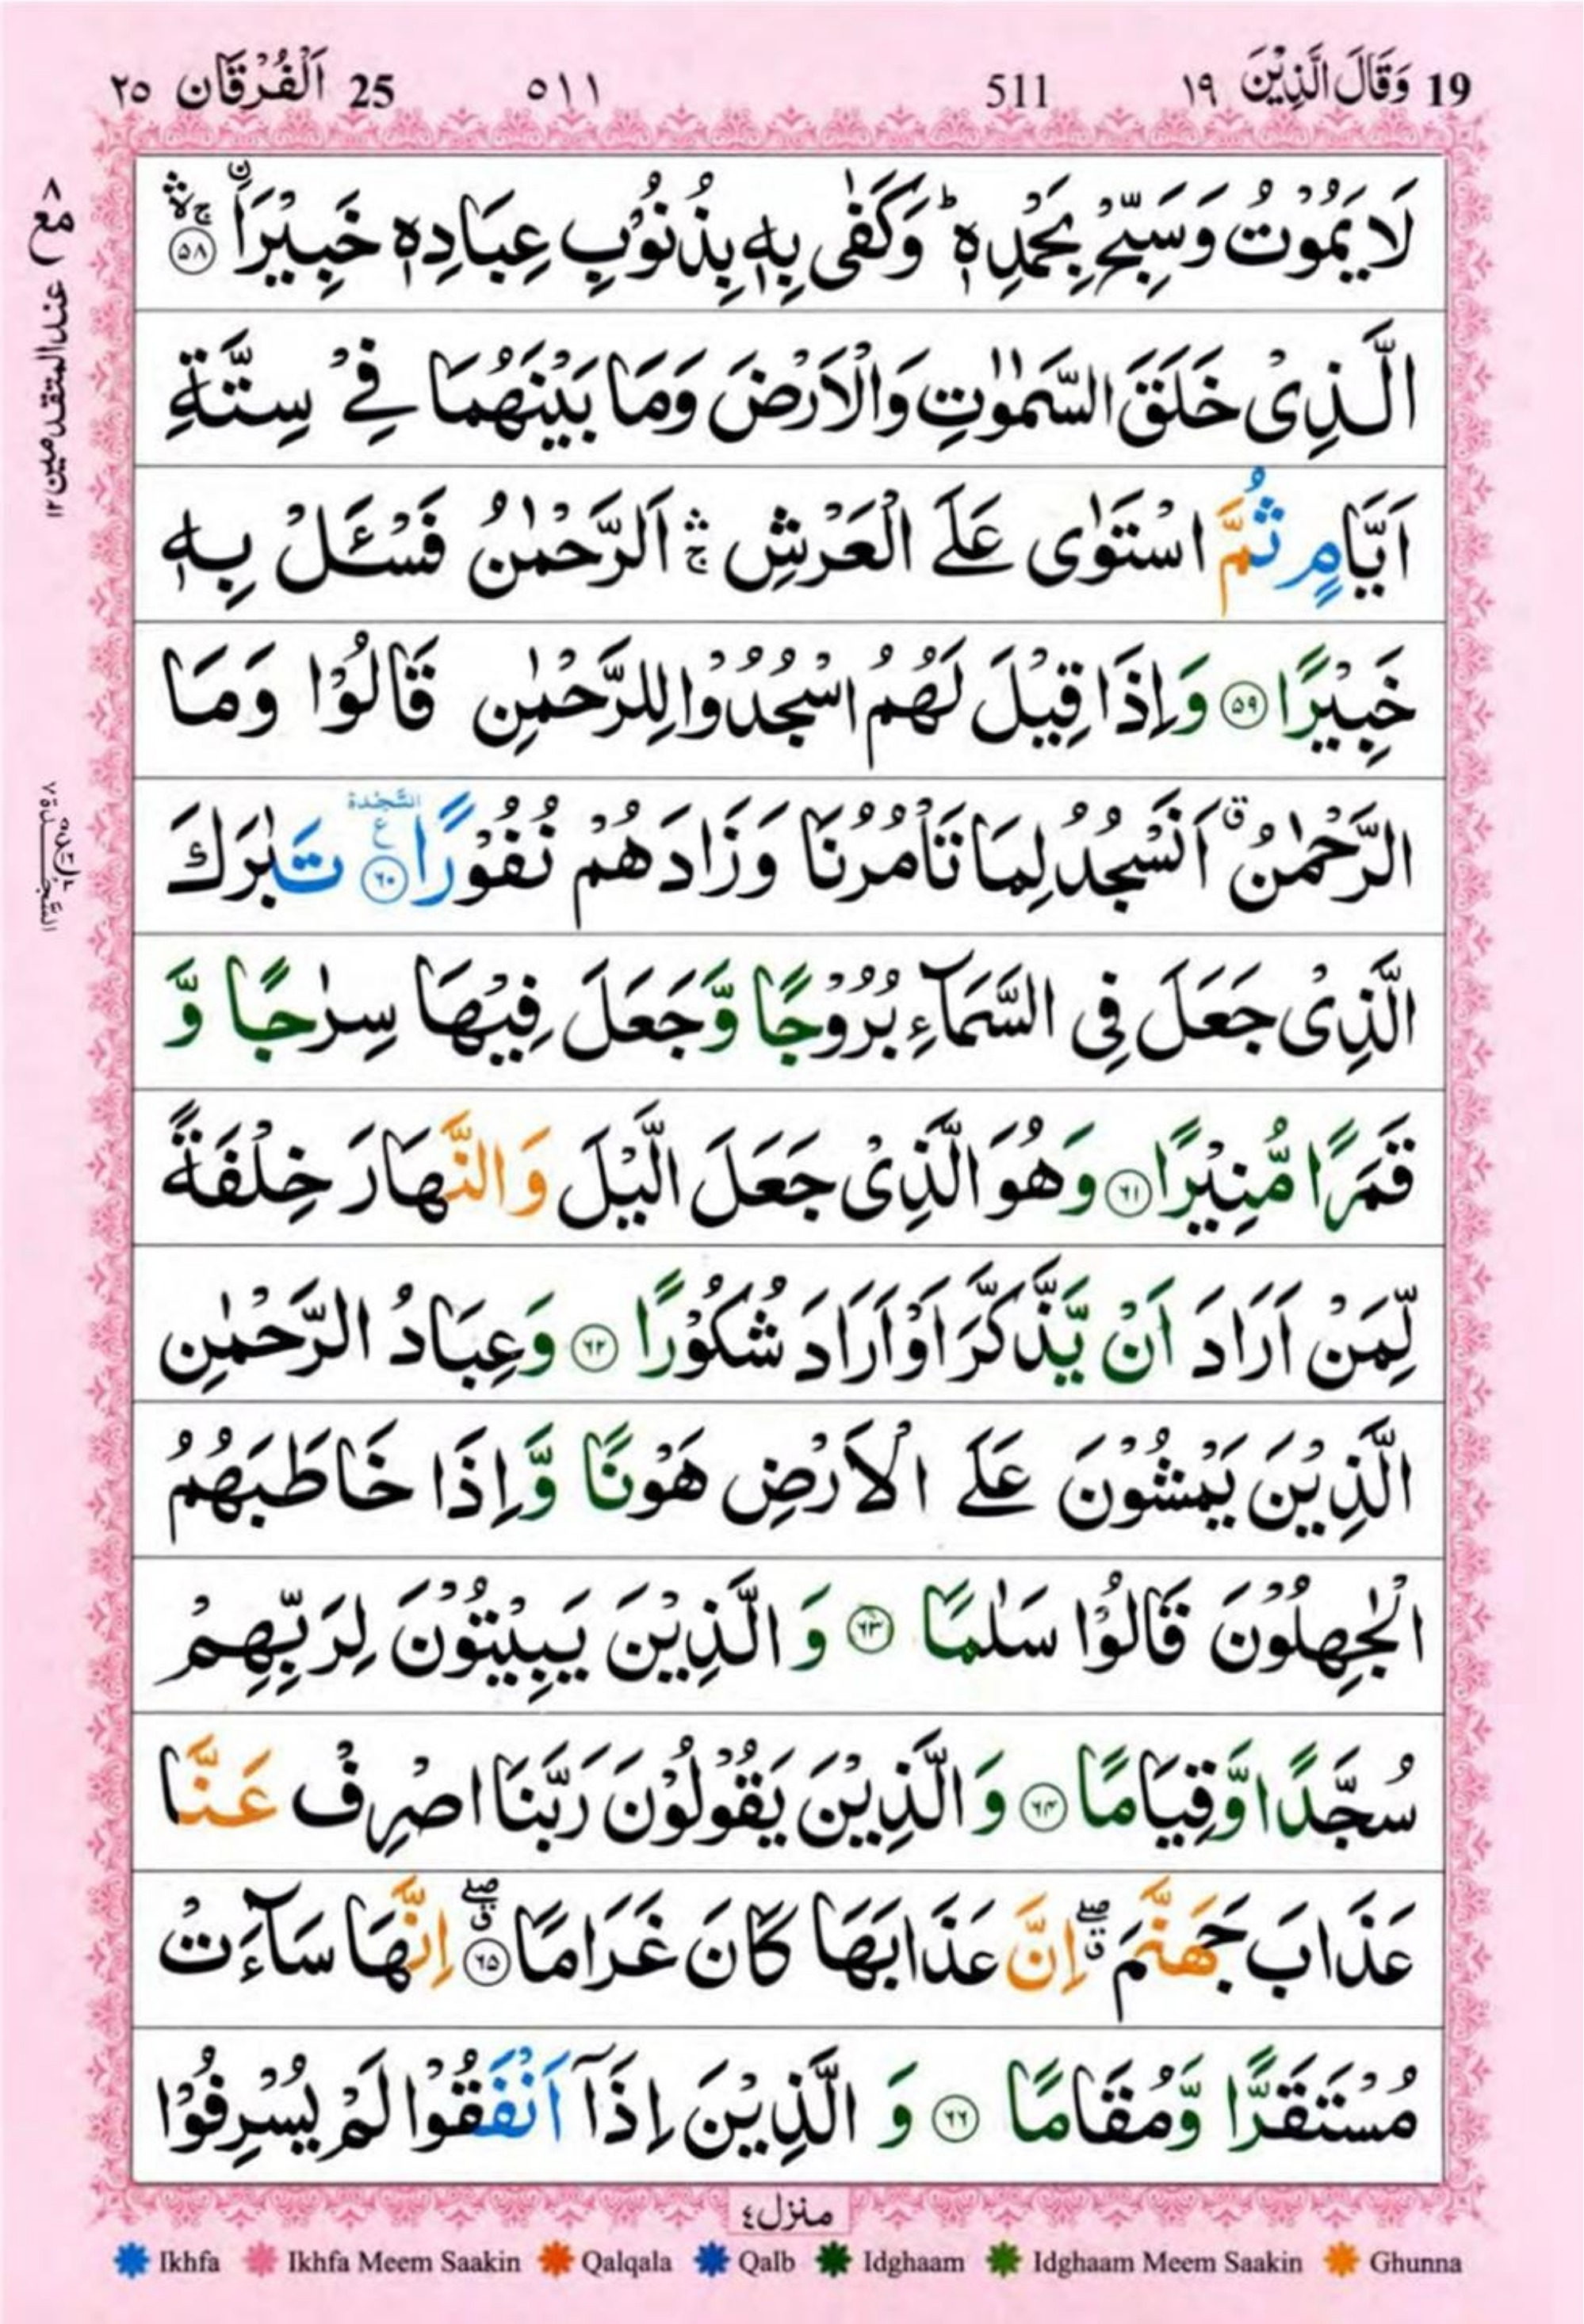 19 وَقَالَ الَّذِيْنَ ١٩ 511 ٥١١ 25 اَلْفُرْقَان ٢٥
لَا يَمُوْتُ وَسَبِّحْ بِحَمْدِهٖ ؕ وَكَفٰى بِهٖ بِذُنُوْبِ عِبَادِهٖ خَبِيْرَا ۨ ۚۛ ۙ ﴿٥٨﴾
الَّذِىْ خَلَقَ السَّمٰوٰتِ وَالْاَرْضَ وَمَا بَيْنَهُمَا فِىْ سِتَّةِ
اَيَّامٍ ثُمَّ اسْتَوٰى عَلَى الْعَرْشِ ۛۚ اَلرَّحْمٰنُ فَسْـَٔـلْ بِهٖ
خَبِيْرًا ﴿٥٩﴾ وَاِذَا قِيْلَ لَهُمُ اسْجُدُوْا لِلرَّحْمٰنِ قَالُوْا وَمَا
الرَّحْمٰنُ ق اَنَسْجُدُ لِمَا تَاْمُرُنَا وَزَادَهُمْ نُفُوْرًا السَّجْدَة ع ﴿٦٠﴾ تَبٰرَكَ
الَّذِىْ جَعَلَ فِى السَّمَآءِ بُرُوْجًا وَّجَعَلَ فِيْهَا سِرٰجًا وَّ
قَمَرًا مُّنِيْرًا ﴿٦١﴾ وَهُوَ الَّذِىْ جَعَلَ الَّيْلَ وَالنَّهَارَ خِلْفَةً
لِّمَنْ اَرَادَ اَنْ يَّذَّكَّرَ اَوْ اَرَادَ شُكُوْرًا ﴿٦٢﴾ وَعِبَادُ الرَّحْمٰنِ
الَّذِيْنَ يَمْشُوْنَ عَلَى الْاَرْضِ هَوْنًا وَّاِذَا خَاطَبَهُمُ
الْجٰهِلُوْنَ قَالُوْا سَلٰمًا ﴿٦٣﴾ وَالَّذِيْنَ يَبِيْتُوْنَ لِرَبِّهِمْ
سُجَّدًا وَّقِيَامًا ﴿٦٤﴾ وَالَّذِيْنَ يَقُوْلُوْنَ رَبَّنَا اصْرِفْ عَنَّا
عَذَابَ جَهَنَّمَ ق ۖ اِنَّ عَذَابَهَا كَانَ غَرَامًا ق ۖ ﴿٦٥﴾ اِنَّهَا سَآءَتْ
مُسْتَقَرًّا وَّمُقَامًا ﴿٦٦﴾ وَالَّذِيْنَ اِذَآ اَنْفَقُوْا لَمْ يُسْرِفُوْا
مع ٨ عند المتقدمين ١٢
السَّجْدَة ٧
منزل ٤
Ikhfa Ikhfa Meem Saakin Qalqala Qalb Idghaam Idghaam Meem Saakin Ghunna